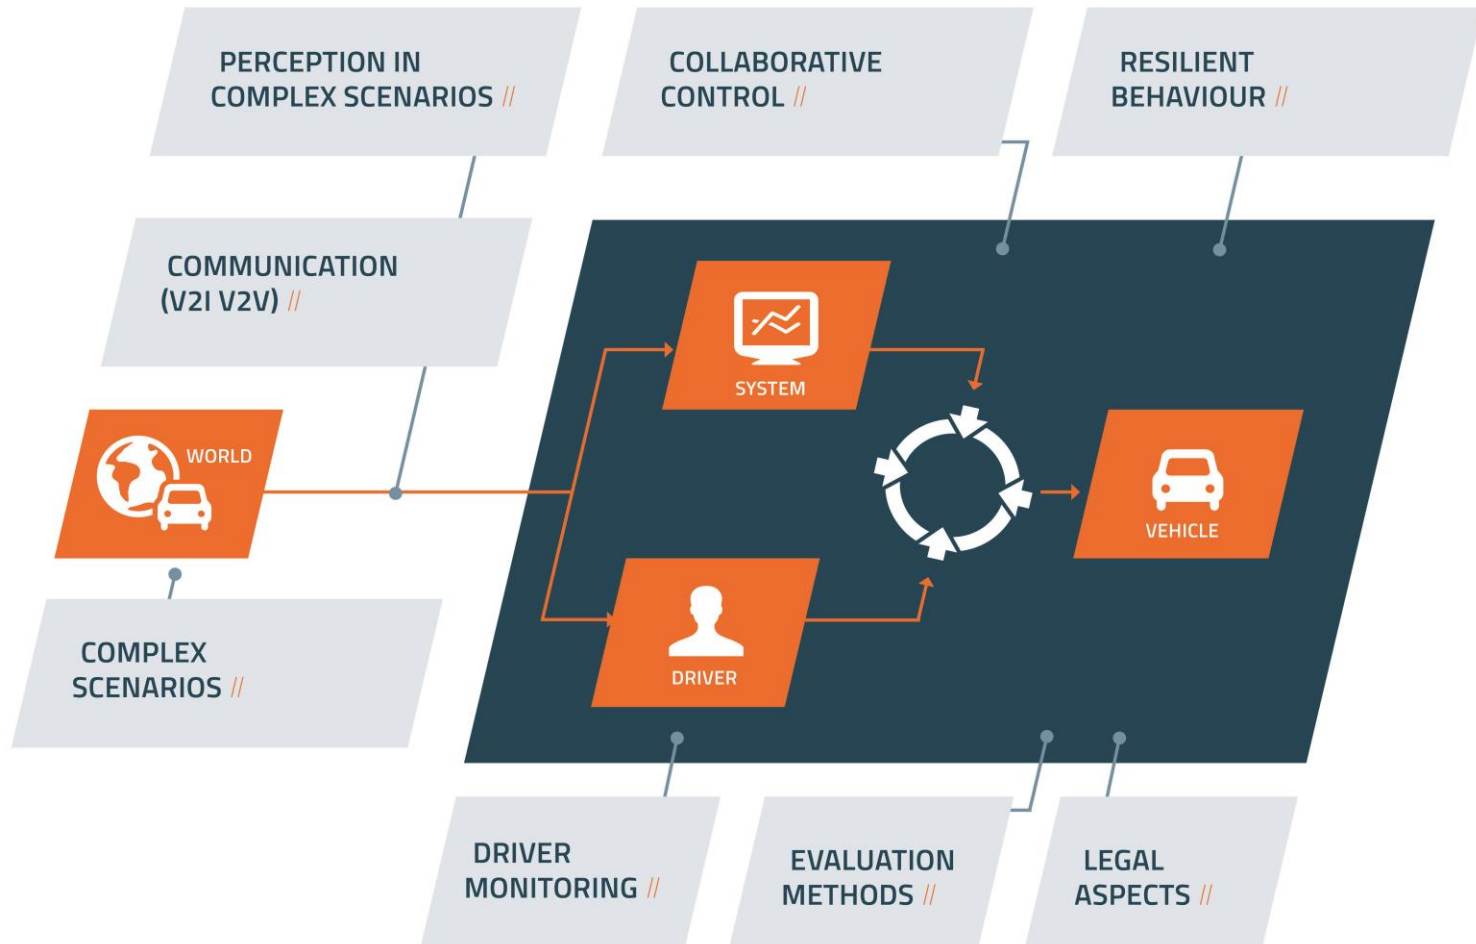 PERCEPTION IN
COMPLEX SCENARIOS //
COLLABORATIVE
CONTROL //
RESILIENT
BEHAVIOUR //
COMMUNICATION
(V2I V2V) //
SYSTEM
WORLD
VEHICLE
DRIVER
COMPLEX
SCENARIOS //
DRIVER
MONITORING //
EVALUATION
METHODS //
LEGAL
ASPECTS //